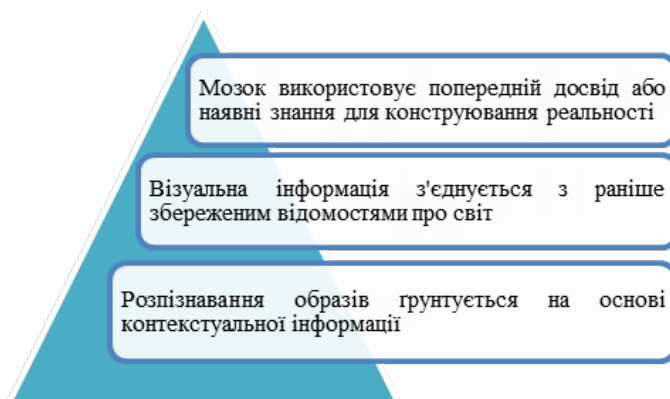 Мозок використовує попередній досвід або
наявні знання для конструювання реальності
Візуальна інформація з'єднується з раніше
збереженим відомостями про світ
Розпізнавання образів ґрунтується на основі
контекстуальної інформації